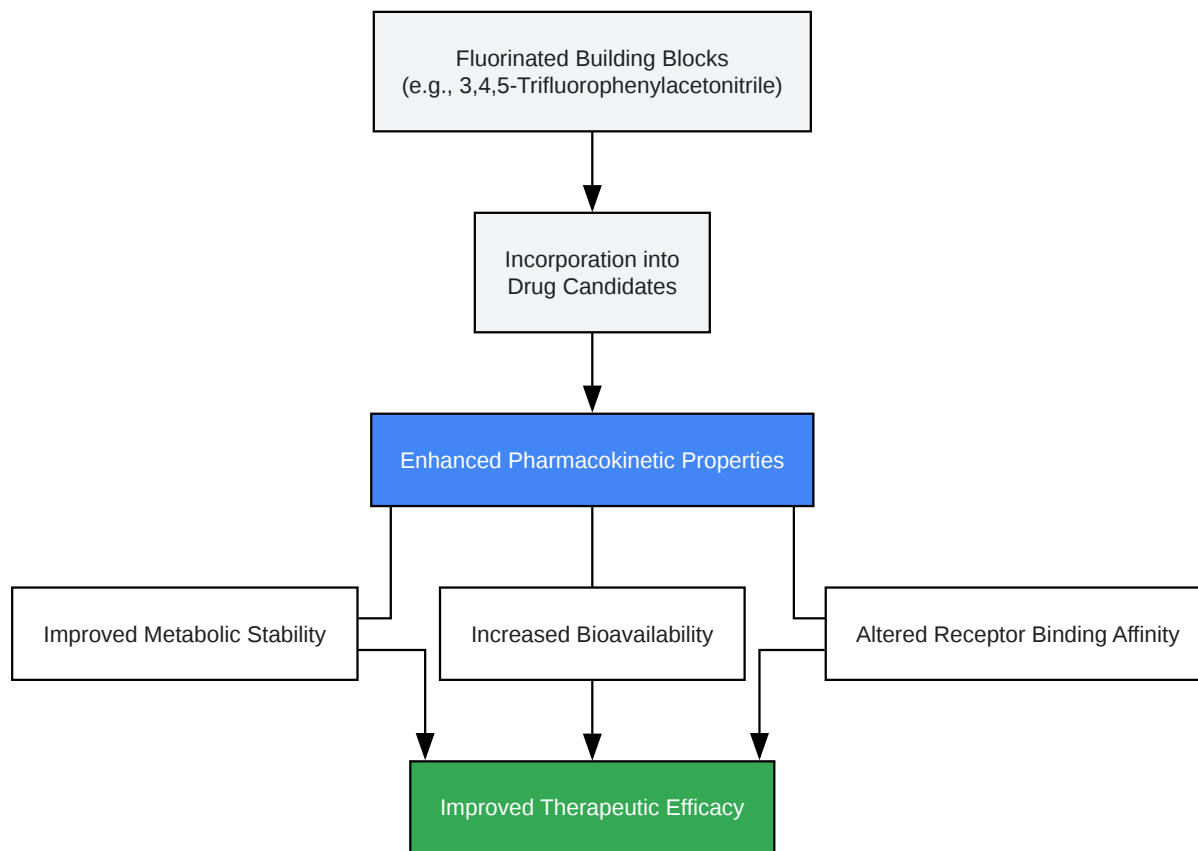 Fluorinated Building Blocks
(e.g., 3,4,5-Trifluorophenylacetonitrile)
Incorporation into
Drug Candidates
Enhanced Pharmacokinetic Properties
Improved Metabolic Stability
Increased Bioavailability
Altered Receptor Binding Affinity
Improved Therapeutic Efficacy